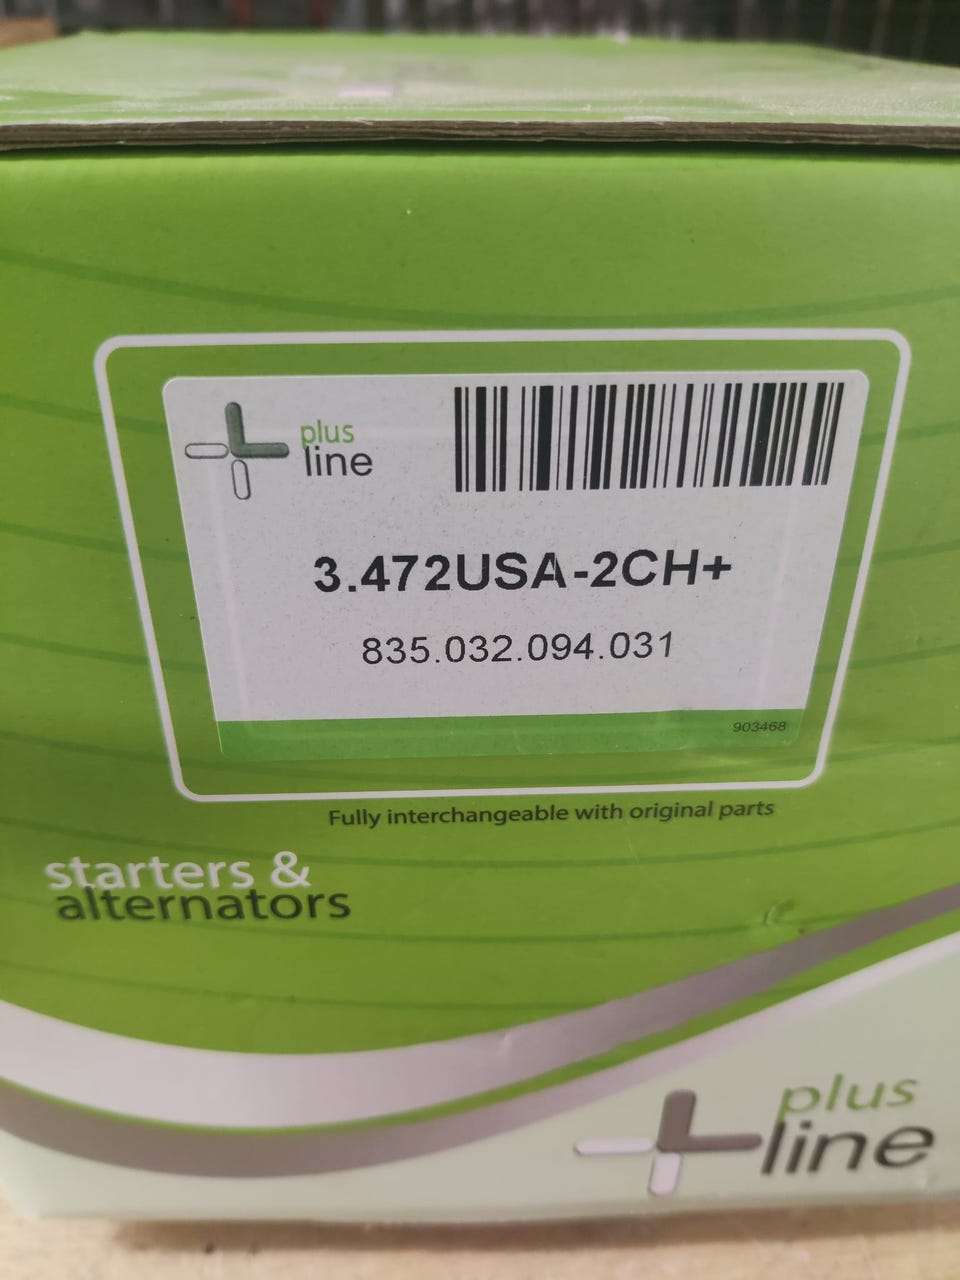 plus
line
3.472USA-2CH+
835.032.094.031
903468
Fully interchangeable with original parts
starters &
alternators
plus
line